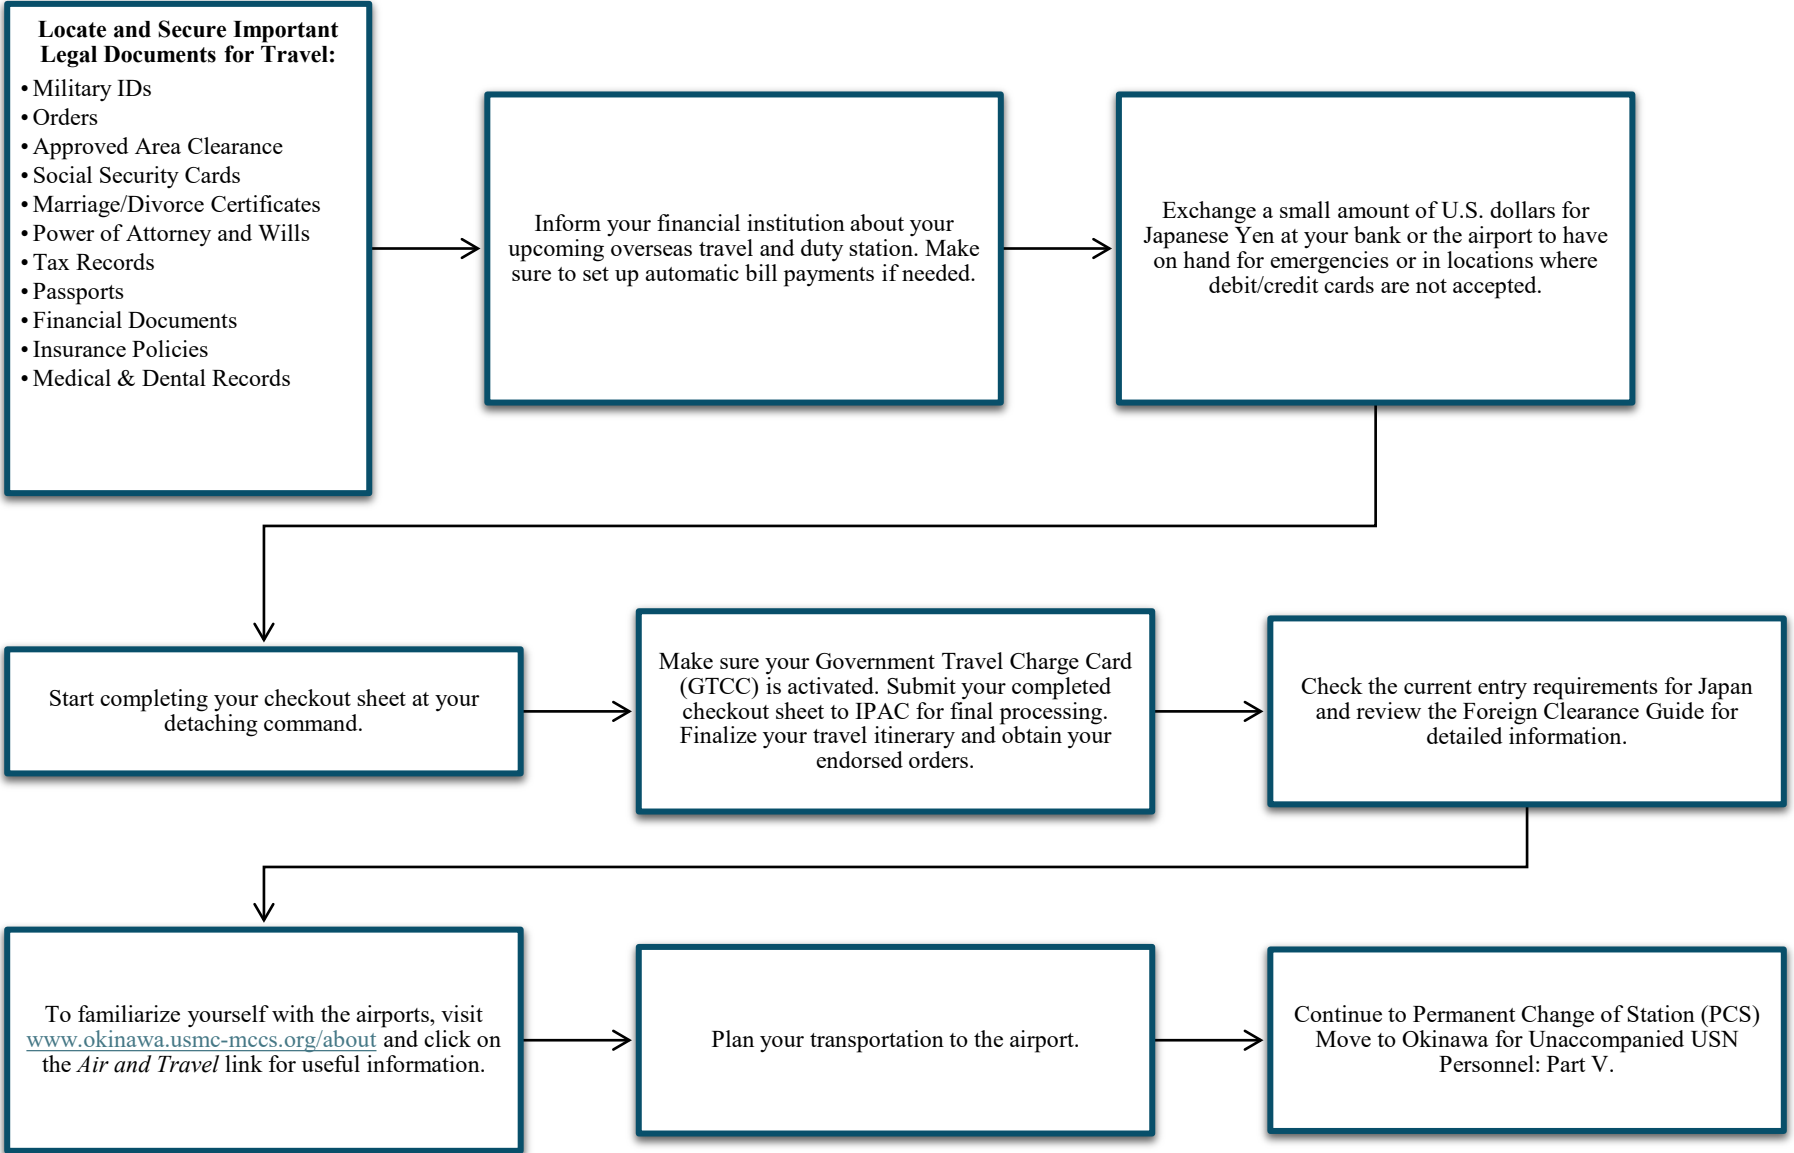 Locate and Secure Important
Legal Documents for Travel:
• Military IDs
• Orders
• Approved Area Clearance
• Social Security Cards
• Marriage/Divorce Certificates
• Power of Attorney and Wills
• Tax Records
• Passports
• Financial Documents
• Insurance Policies
• Medical & Dental Records
Inform your financial institution about your
upcoming overseas travel and duty station. Make
sure to set up automatic bill payments if needed.
Exchange a small amount of U.S. dollars for
Japanese Yen at your bank or the airport to have
on hand for emergencies or in locations where
debit/credit cards are not accepted.
Start completing your checkout sheet at your
detaching command.
Make sure your Government Travel Charge Card
(GTCC) is activated. Submit your completed
checkout sheet to IPAC for final processing.
Finalize your travel itinerary and obtain your
endorsed orders.
Check the current entry requirements for Japan
and review the Foreign Clearance Guide for
detailed information.
To familiarize yourself with the airports, visit
www.okinawa.usmc-mccs.org/about and click on
the Air and Travel link for useful information.
Plan your transportation to the airport.
Continue to Permanent Change of Station (PCS)
Move to Okinawa for Unaccompanied USN
Personnel: Part V.